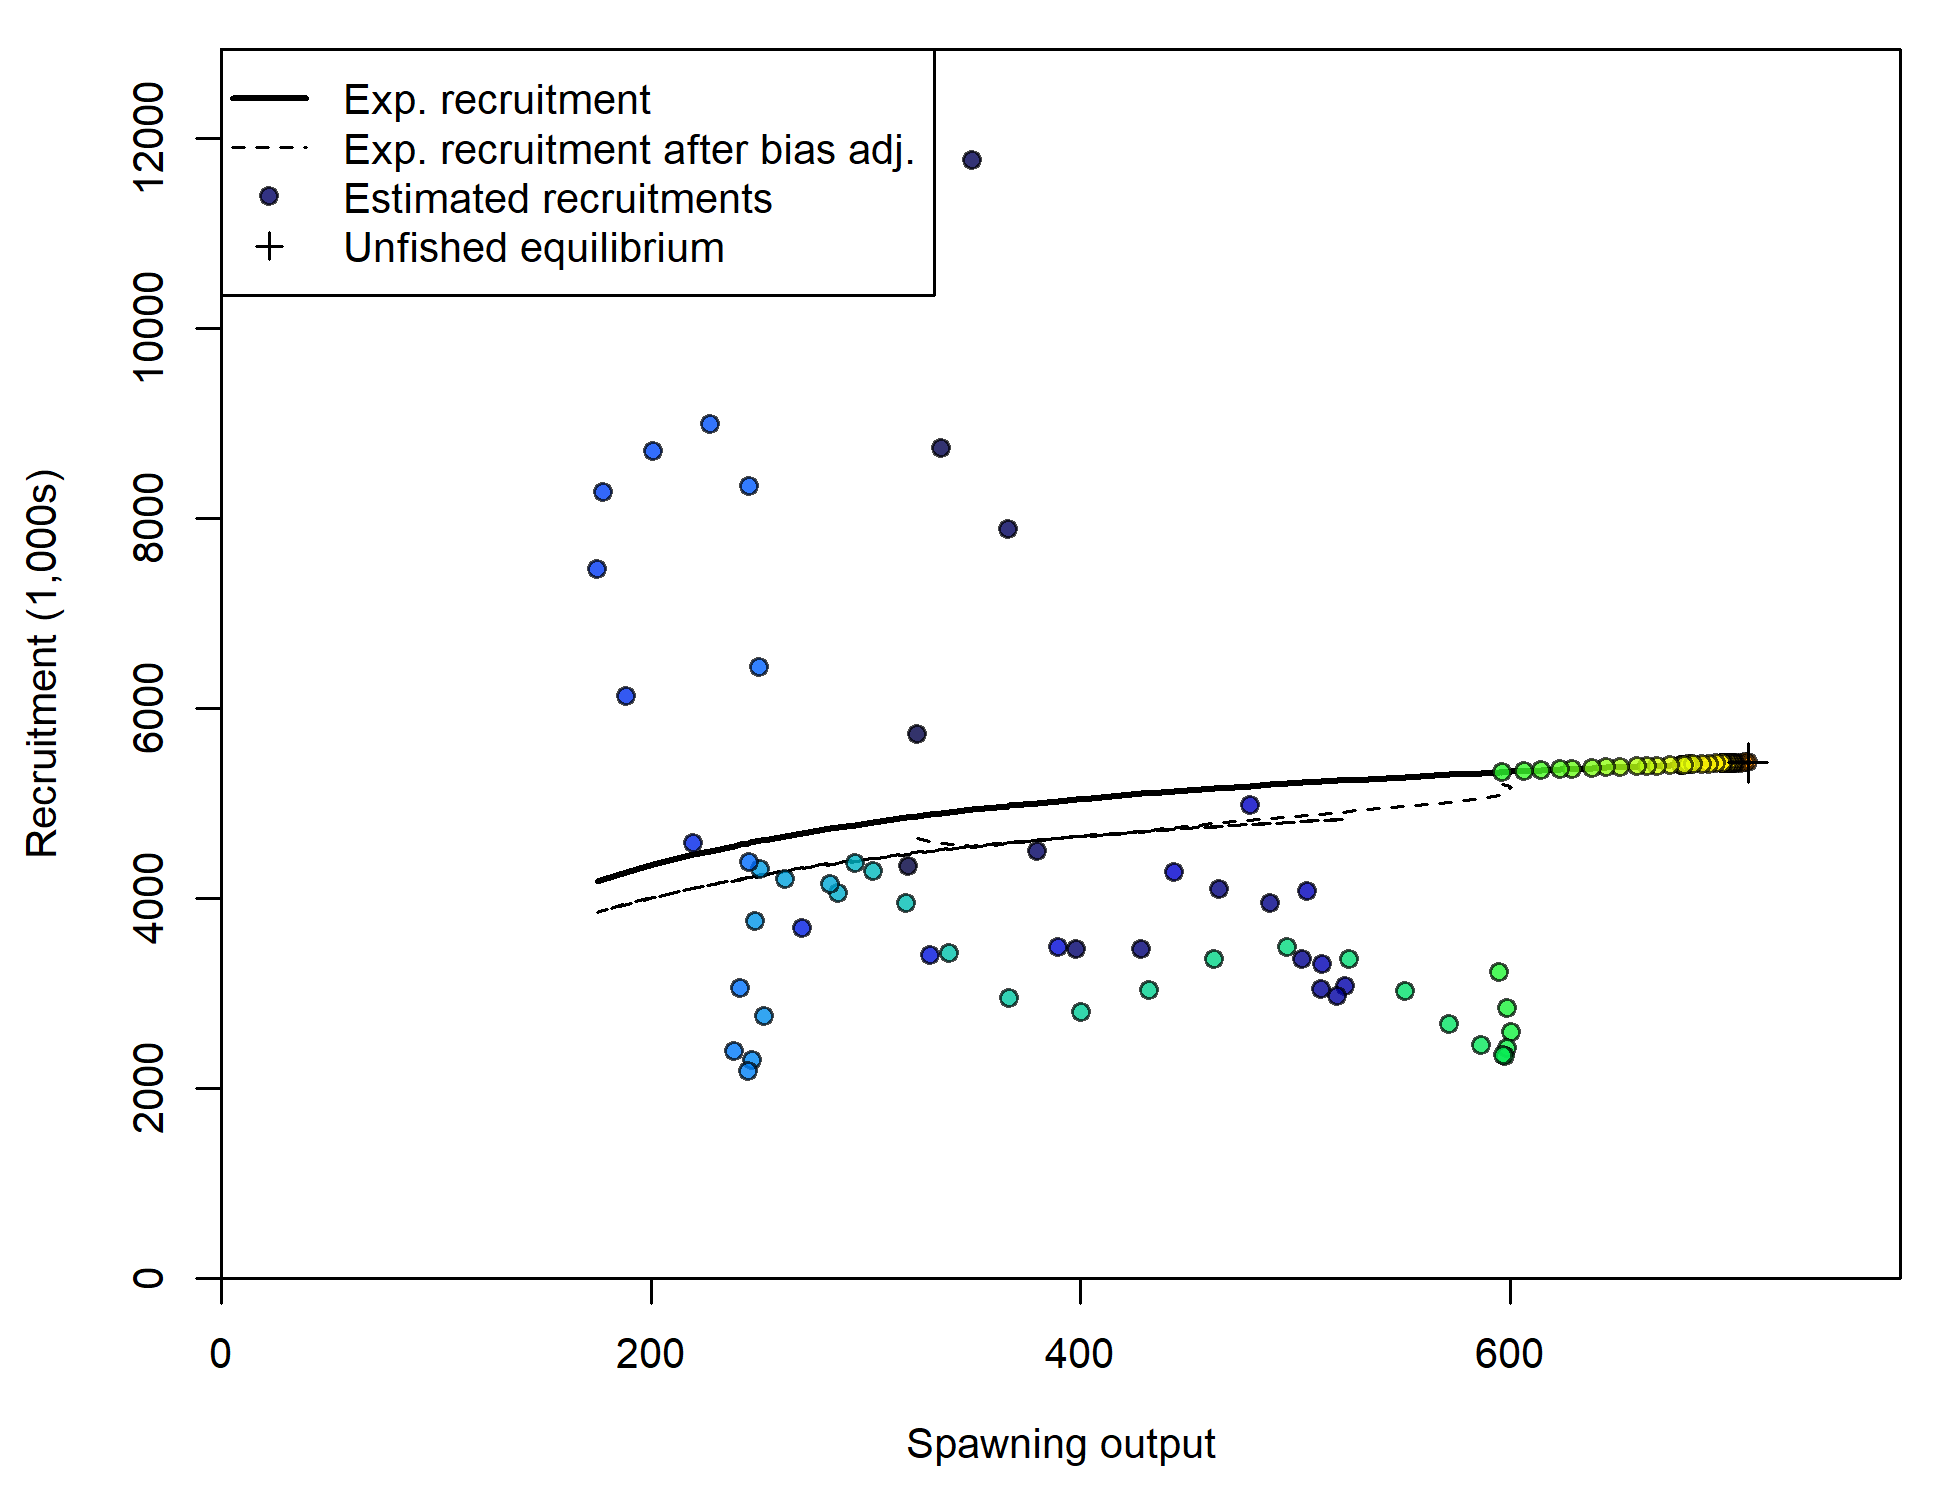 Exp. recruitment
Exp. recruitment after bias adj.
Estimated recruitments
Unfished equilibrium
12000
10000
8000
6000
4000
2000
0
Recruitment (1,000s)
0 200 400 600
Spawning output